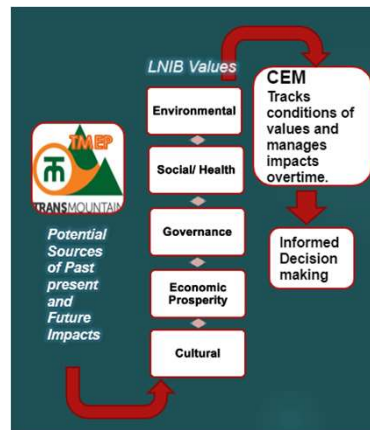 LNIB Values
Environmental
Social/ Health
Governance
Economic
Prosperity
Cultural
TMEP
TRANSMOUNTAIN
Potential
Sources
of Past
present
and
Future
Impacts
CEM
Tracks
conditions of
values and
manages
impacts
overtime.
Informed
Decision
making